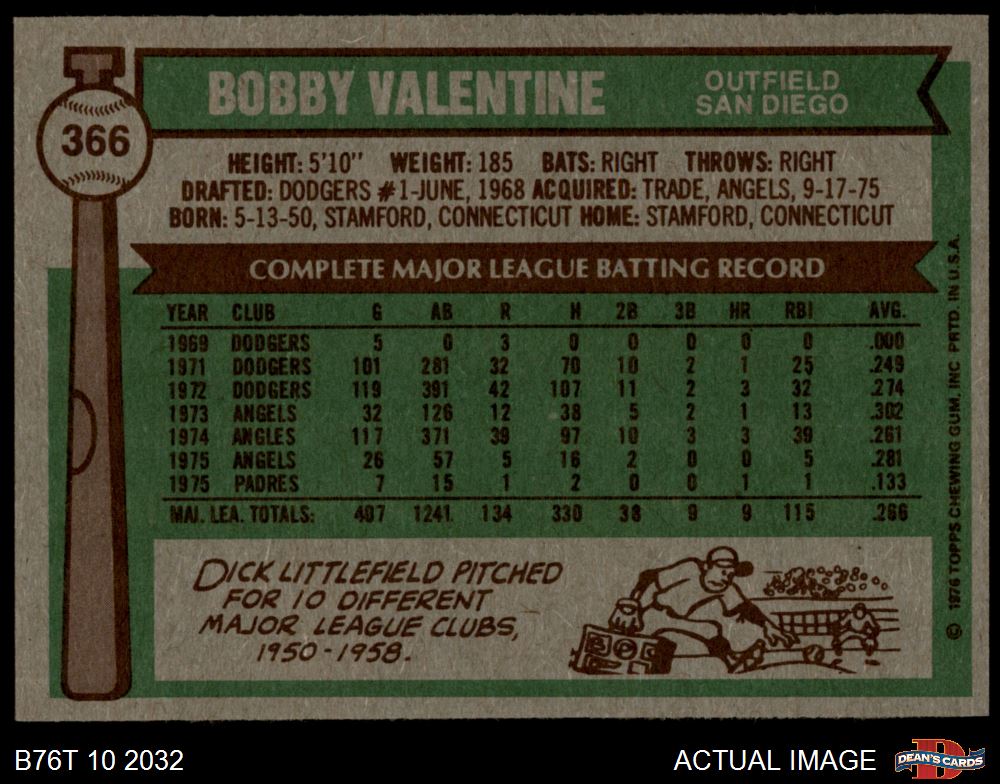 366
BOBBY VALENTINE
OUTFIELD
SAN DIEGO
HEIGHT: 5'10" WEIGHT: 185 BATS: RIGHT THROWS: RIGHT
DRAFTED: DODGERS #1-JUNE, 1968 ACQUIRED: TRADE, ANGELS, 9-17-75
BORN: 5-13-50, STAMFORD, CONNECTICUT HOME: STAMFORD, CONNECTICUT
COMPLETE MAJOR LEAGUE BATTING RECORD
YEAR CLUB G AB R H 2B 3B HR RBI AVG.
1969 DODGERS 5 0 3 0 0 0 0 0 .000
1971 DODGERS 101 281 32 70 10 2 1 25 .249
1972 DODGERS 119 391 42 107 11 2 3 32 .274
1973 ANGELS 32 126 12 38 5 2 1 13 .302
1974 ANGLES 117 371 39 97 10 3 3 39 .261
1975 ANGELS 26 57 5 16 2 0 0 5 .281
1975 PADRES 7 15 1 2 0 0 1 1 .133
MAJ. LEA. TOTALS: 407 1241 134 330 38 9 9 115 .266
DICK LITTLEFIELD PITCHED
FOR 10 DIFFERENT
MAJOR LEAGUE CLUBS,
1950-1958.
© 1976 TOPPS CHEWING GUM, INC PRTD. IN U.S.A.
B76T 10 2032
ACTUAL IMAGE
D
DEAN'S CARDS